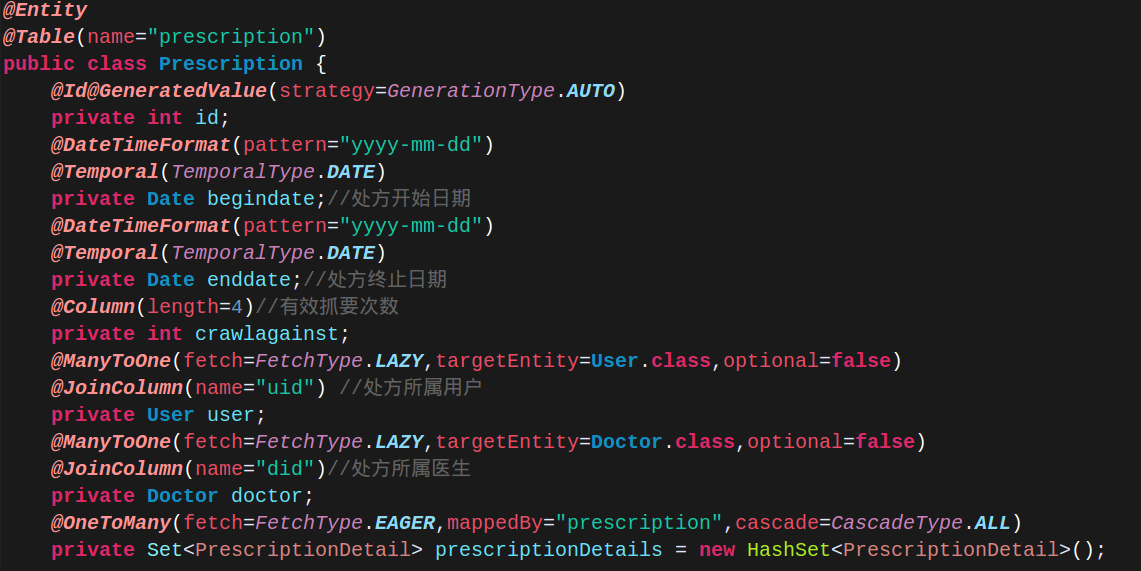 @Entity
@Table(name="prescription")
public class Prescription {
    @Id@GeneratedValue(strategy=GenerationType.AUTO)
    private int id;
    @DateTimeFormat(pattern="yyyy-mm-dd")
    @Temporal(TemporalType.DATE)
    private Date begindate;//处方开始日期
    @DateTimeFormat(pattern="yyyy-mm-dd")
    @Temporal(TemporalType.DATE)
    private Date enddate;//处方终止日期
    @Column(length=4)//有效抓要次数
    private int crawlagainst;
    @ManyToOne(fetch=FetchType.LAZY,targetEntity=User.class,optional=false)
    @JoinColumn(name="uid") //处方所属用户
    private User user;
    @ManyToOne(fetch=FetchType.LAZY,targetEntity=Doctor.class,optional=false)
    @JoinColumn(name="did")//处方所属医生
    private Doctor doctor;
    @OneToMany(fetch=FetchType.EAGER,mappedBy="prescription",cascade=CascadeType.ALL)
    private Set<PrescriptionDetail> prescriptionDetails = new HashSet<PrescriptionDetail>();